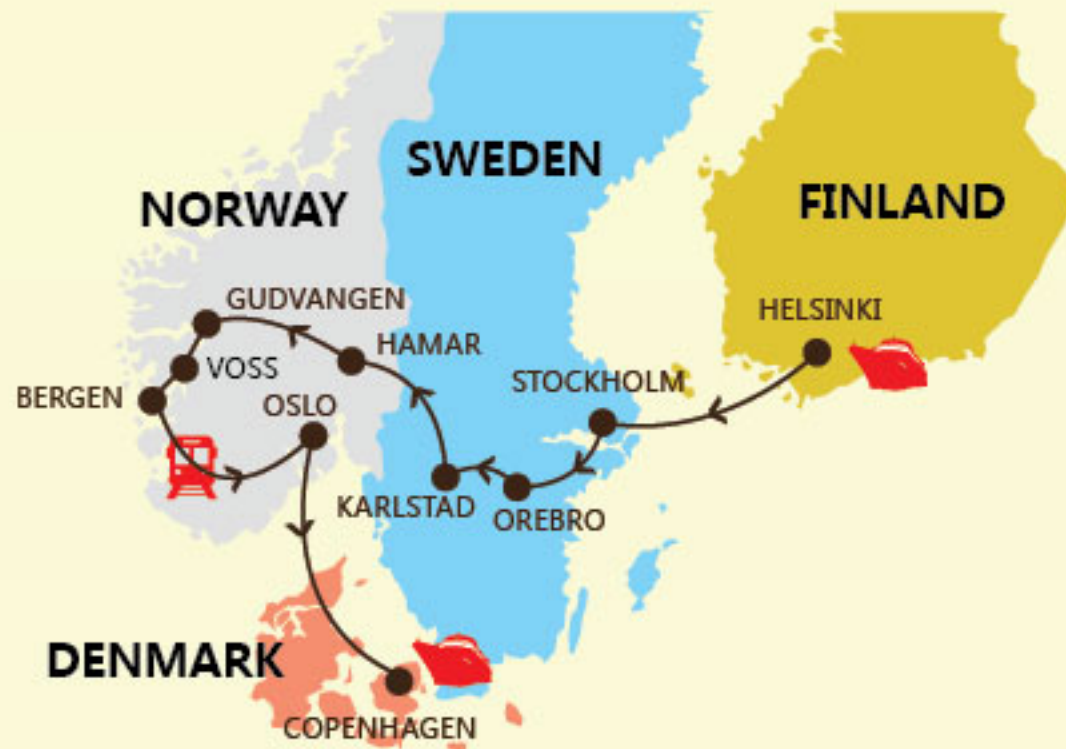 SWEDEN
NORWAY
FINLAND
GUDVANGEN
HELSINKI
HAMAR
VOSS
STOCKHOLM
BERGEN
OSLO
KARLSTAD
OREBRO
DENMARK
COPENHAGEN